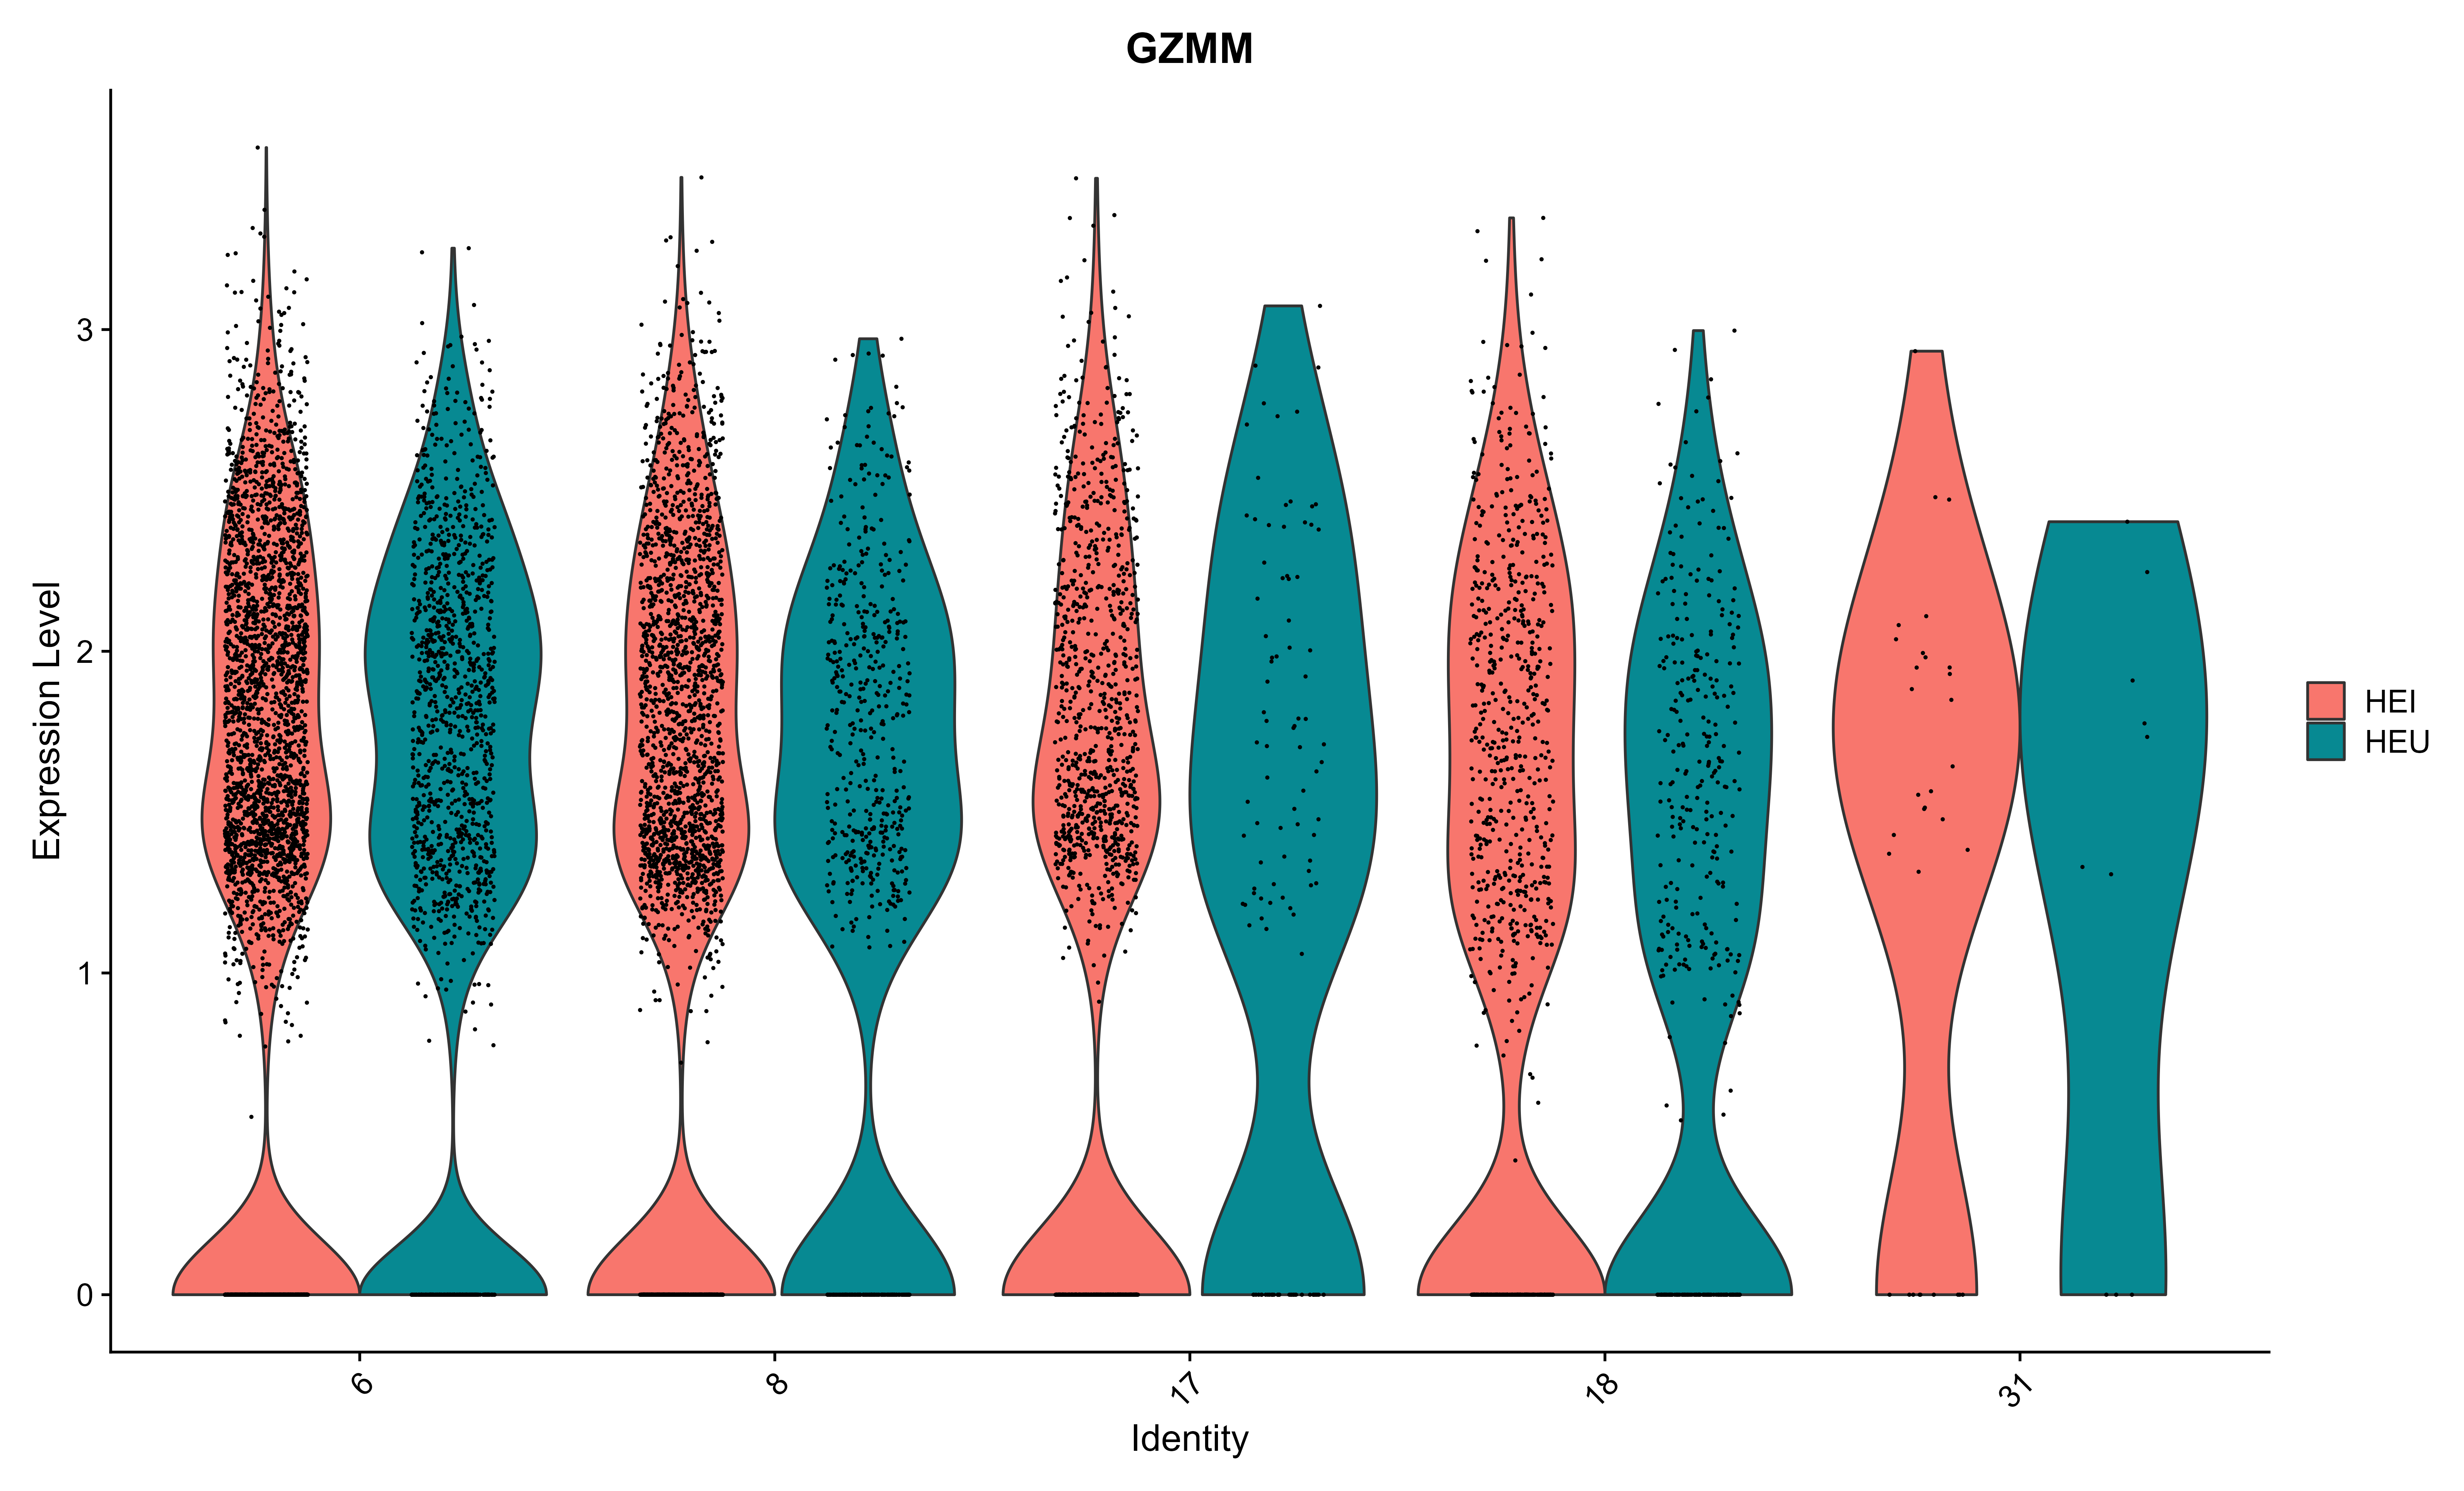 GZMM
Expression Level
3
2
1
0
6
8
17
18
31
Identity
HEI
HEU